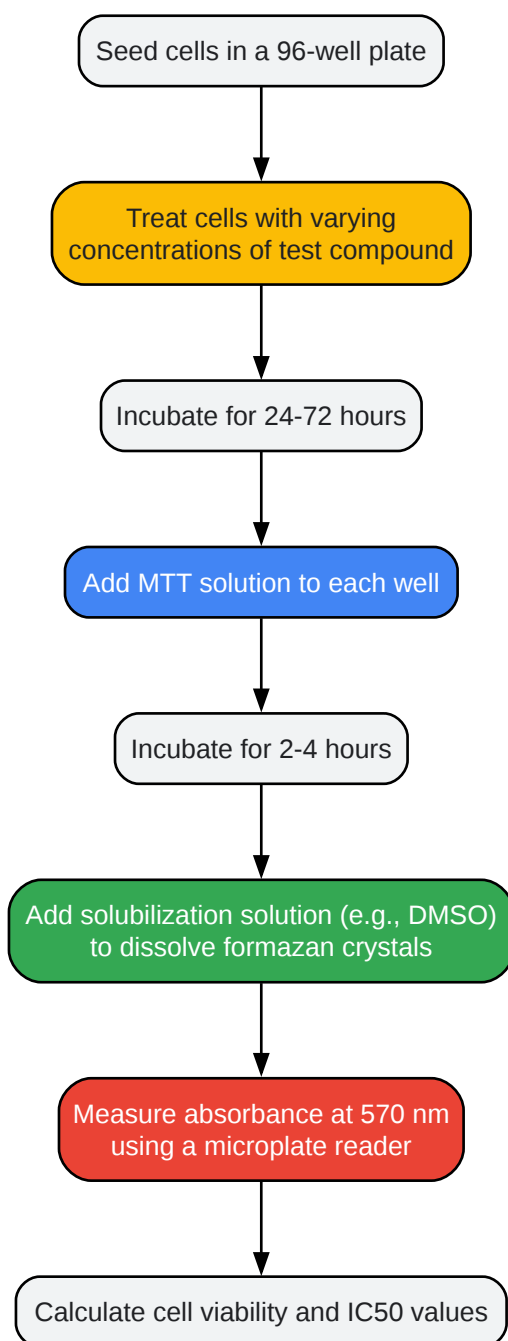 Seed cells in a 96-well plate
Treat cells with varying
concentrations of test compound
Incubate for 24-72 hours
Add MTT solution to each well
Incubate for 2-4 hours
Add solubilization solution (e.g., DMSO)
to dissolve formazan crystals
Measure absorbance at 570 nm
using a microplate reader
Calculate cell viability and IC50 values